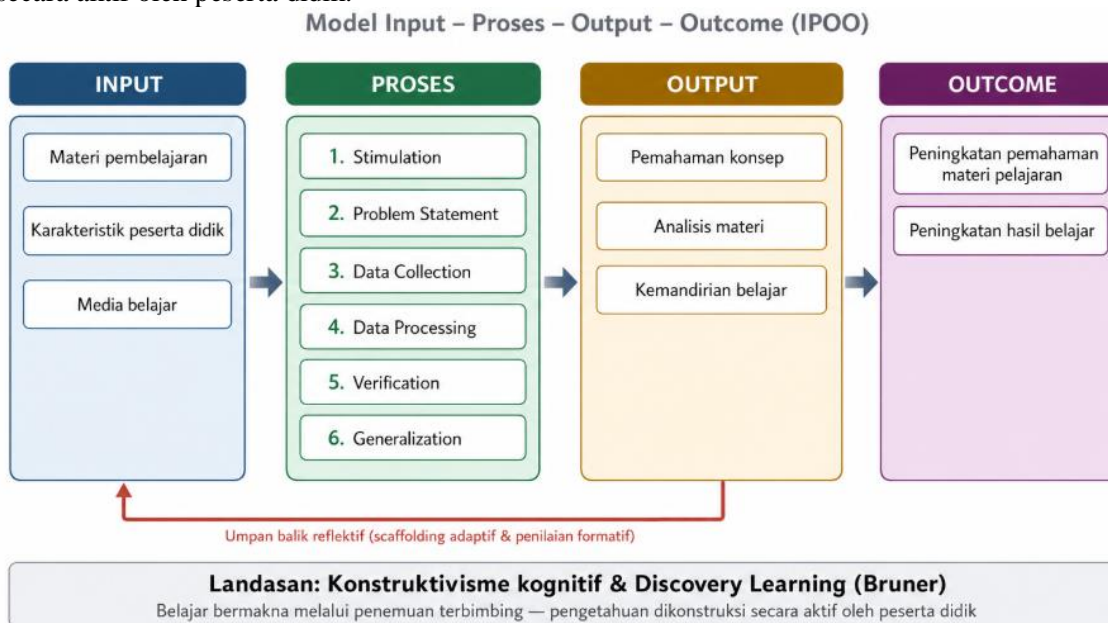 secara aktif oleh peserta didik.
Model Input – Proses – Output – Outcome (IPOO)
INPUT
Materi pembelajaran
Karakteristik peserta didik
Media belajar
PROSES
1. Stimulation
2. Problem Statement
3. Data Collection
4. Data Processing
5. Verification
6. Generalization
OUTPUT
Pemahaman konsep
Analisis materi
Kemandirian belajar
OUTCOME
Peningkatan pemahaman
materi pelajaran
Peningkatan hasil belajar
Umpan balik reflektif (scaffolding adaptif & penilaian formatif)
Landasan: Konstruktivisme kognitif & Discovery Learning (Bruner)
Belajar bermakna melalui penemuan terbimbing — pengetahuan dikonstruksi secara aktif oleh peserta didik